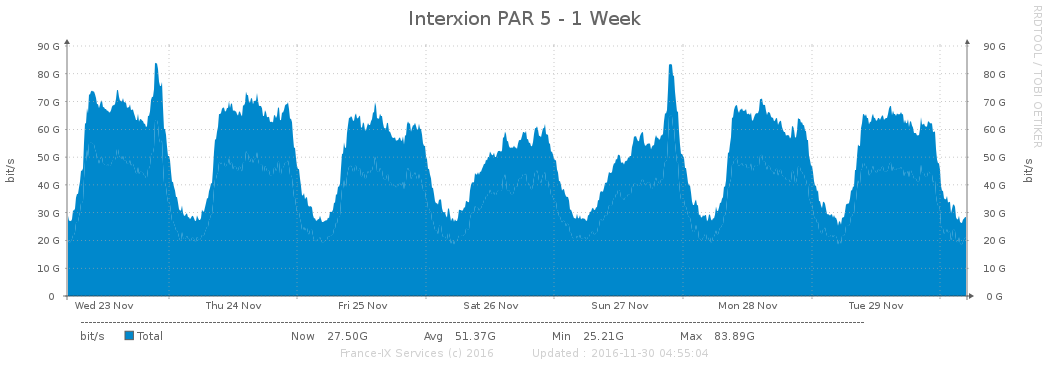 Interxion PAR 5 - 1 Week
RRDTOOL / TOBI OETIKER
90 G 90 G
80 G 80 G
70 G 70 G
60 G 60 G
50 G 50 G
40 G 40 G
30 G 30 G
20 G 20 G
10 G 10 G
0 0 G
bit/s
bit/s
Wed 23 Nov Thu 24 Nov Fri 25 Nov Sat 26 Nov Sun 27 Nov Mon 28 Nov Tue 29 Nov
bit/s Total Now 27.50G Avg 51.37G Min 25.21G Max 83.89G
France-IX Services (c) 2016 Updated : 2016-11-30 04:55:04